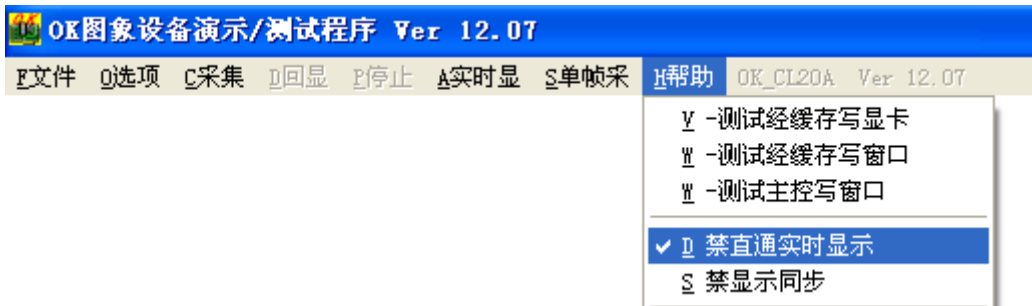 OK图象设备演示/测试程序 Ver 12.07
F文件 O选项 C采集 D回显 P停止 A实时显 S单帧采 H帮助 OK_CL20A Ver 12.07
V -测试经缓存写显卡
W -测试经缓存写窗口
W -测试主控写窗口
D 禁直通实时显示
S 禁显示同步